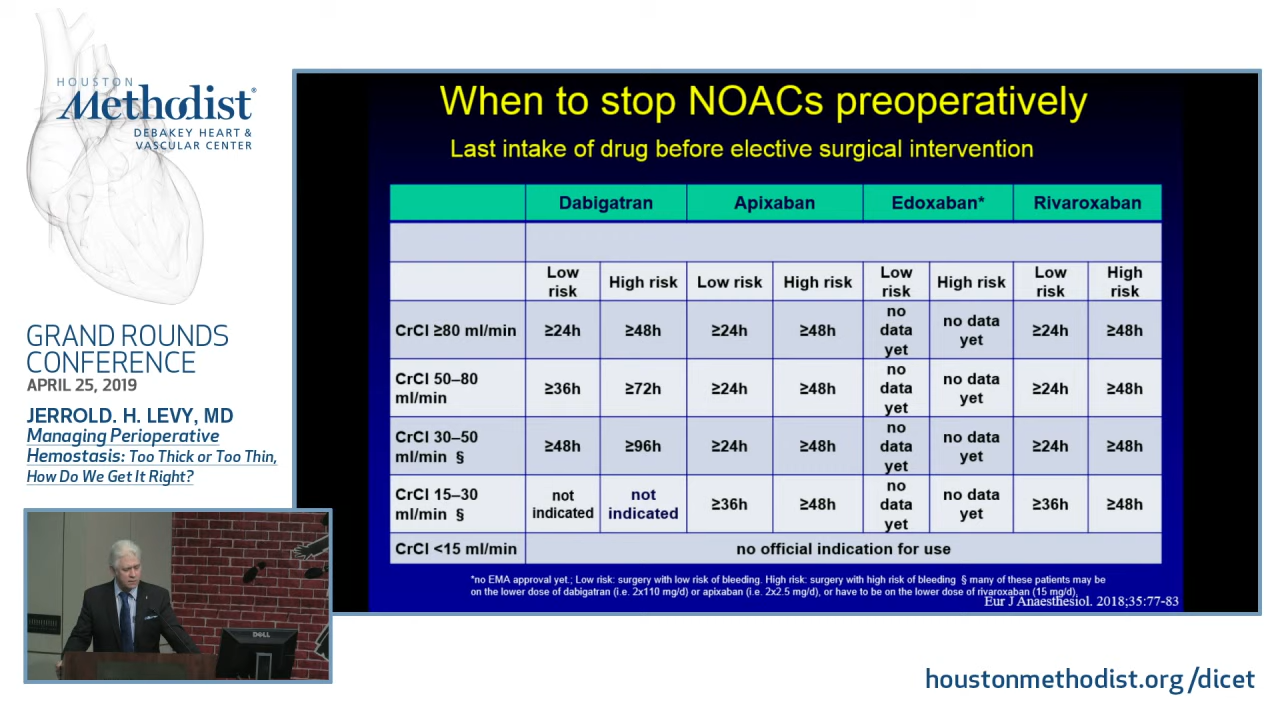 HOUSTON
Methodist®
DEBAKEY HEART &
VASCULAR CENTER
GRAND ROUNDS
CONFERENCE
APRIL 25, 2019
JERROLD. H. LEVY, MD
Managing Perioperative
Hemostasis: Too Thick or Too Thin,
How Do We Get It Right?
When to stop NOACs preoperatively
Last intake of drug before elective surgical intervention
Dabigatran Apixaban Edoxaban* Rivaroxaban
Low risk High risk Low risk High risk Low risk High risk Low risk High risk
CrCl ≥80 ml/min ≥24h ≥48h ≥24h ≥48h no data yet no data yet ≥24h ≥48h
CrCl 50–80 ml/min ≥36h ≥72h ≥24h ≥48h no data yet no data yet ≥24h ≥48h
CrCl 30–50 ml/min § ≥48h ≥96h ≥24h ≥48h no data yet no data yet ≥24h ≥48h
CrCl 15–30 ml/min § not indicated not indicated ≥36h ≥48h no data yet no data yet ≥36h ≥48h
CrCl <15 ml/min no official indication for use
*no EMA approval yet.; Low risk: surgery with low risk of bleeding. High risk: surgery with high risk of bleeding § many of these patients may be
on the lower dose of dabigatran (i.e. 2x110 mg/d) or apixaban (i.e. 2x2.5 mg/d), or have to be on the lower dose of rivaroxaban (15 mg/d),
Eur J Anaesthesiol. 2018;35:77-83
DELL
houstonmethodist.org/dicet